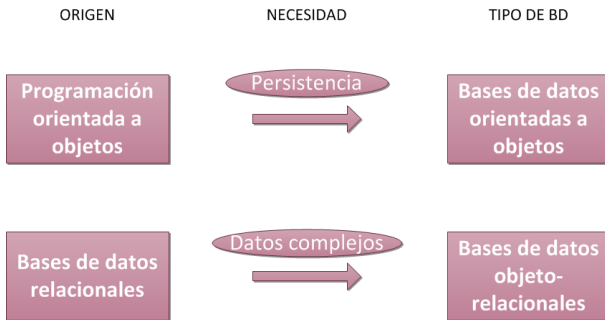 ORIGEN
NECESIDAD
TIPO DE BD
Programación
orientada a
objetos
Persistencia
Bases de datos
orientadas a
objetos
Bases de datos
relacionales
Datos complejos
Bases de datos
objeto-
relacionales